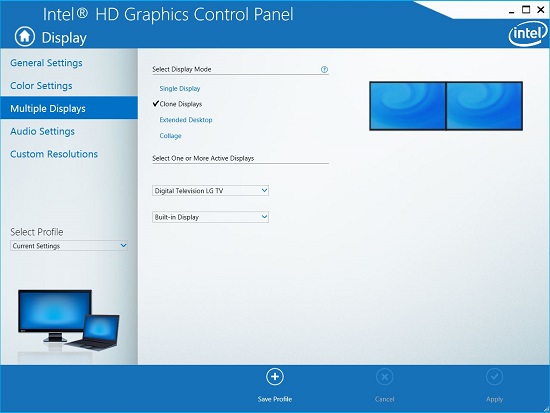 Intel® HD Graphics Control Panel
Display
intel
General Settings
Color Settings
Multiple Displays
Audio Settings
Custom Resolutions
Select Profile
Current Settings
Select Display Mode
?
Single Display
Clone Displays
Extended Desktop
Collage
Select One or More Active Displays
Digital Television LG TV
Built-in Display
Save Profile
Cancel
Apply